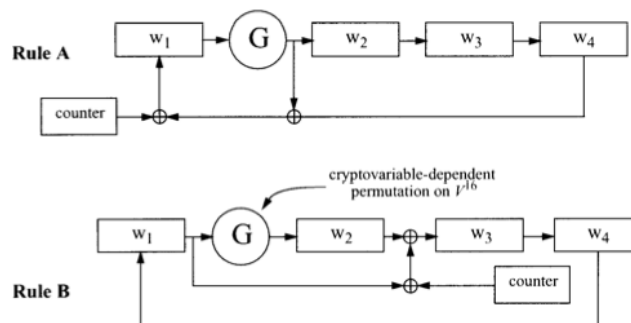 Rule A
w1
G
w2
w3
w4
counter
cryptovariable-dependent
permutation on V16
w1
G
w2
w3
w4
counter
Rule B